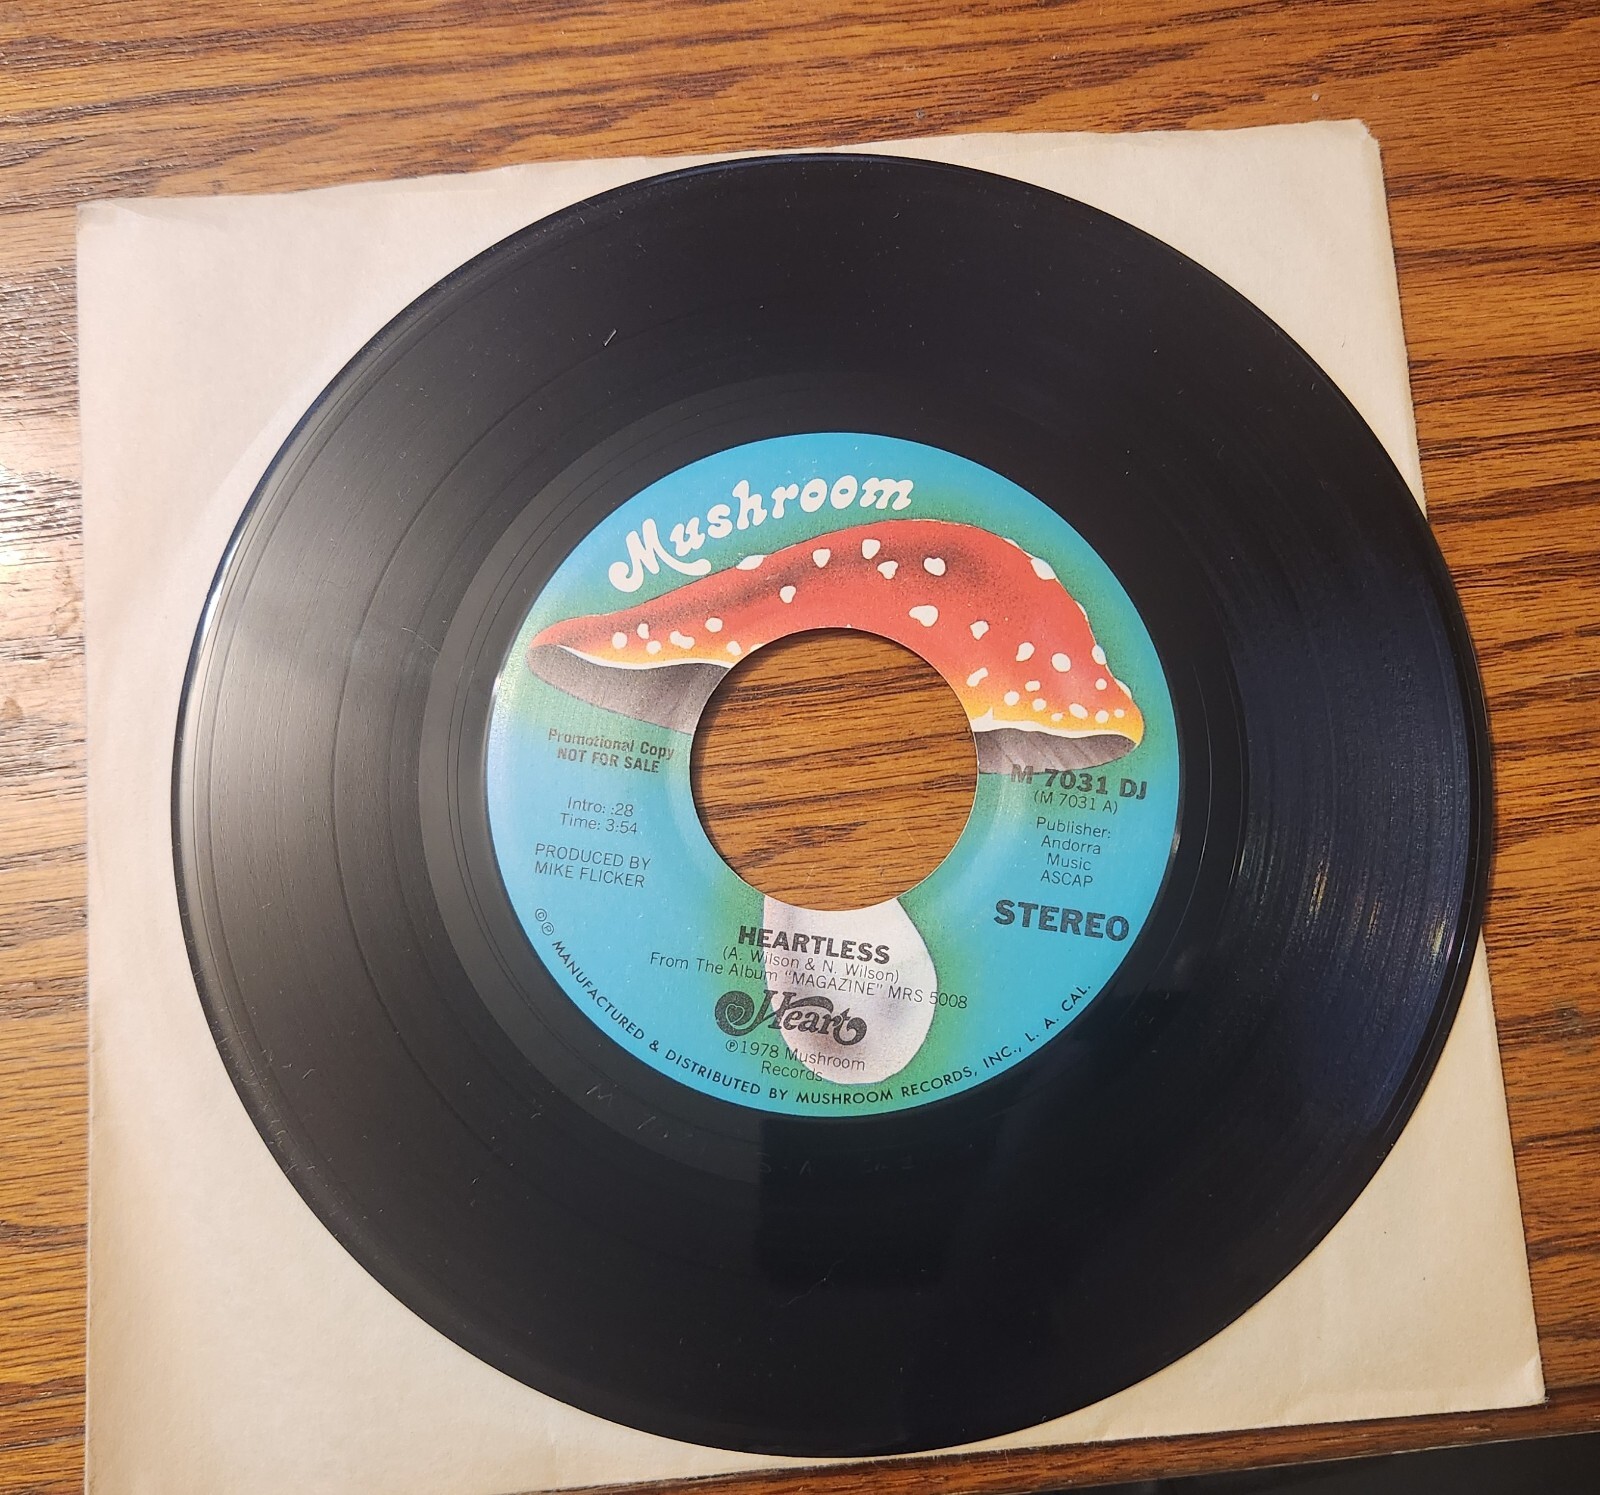 Mushroom
Promotional Copy
NOT FOR SALE
Intro: :28
Time: 3:54
PRODUCED BY
MIKE FLICKER
M 7031 DJ
(M 7031 A)
Publisher:
Andorra
Music
ASCAP
STEREO
HEARTLESS
(A. Wilson & N. Wilson)
From The Album "MAGAZINE" MRS 5008
Heart
℗1978 Mushroom
Records
©℗ MANUFACTURED & DISTRIBUTED BY MUSHROOM RECORDS, INC., L. A. CAL.